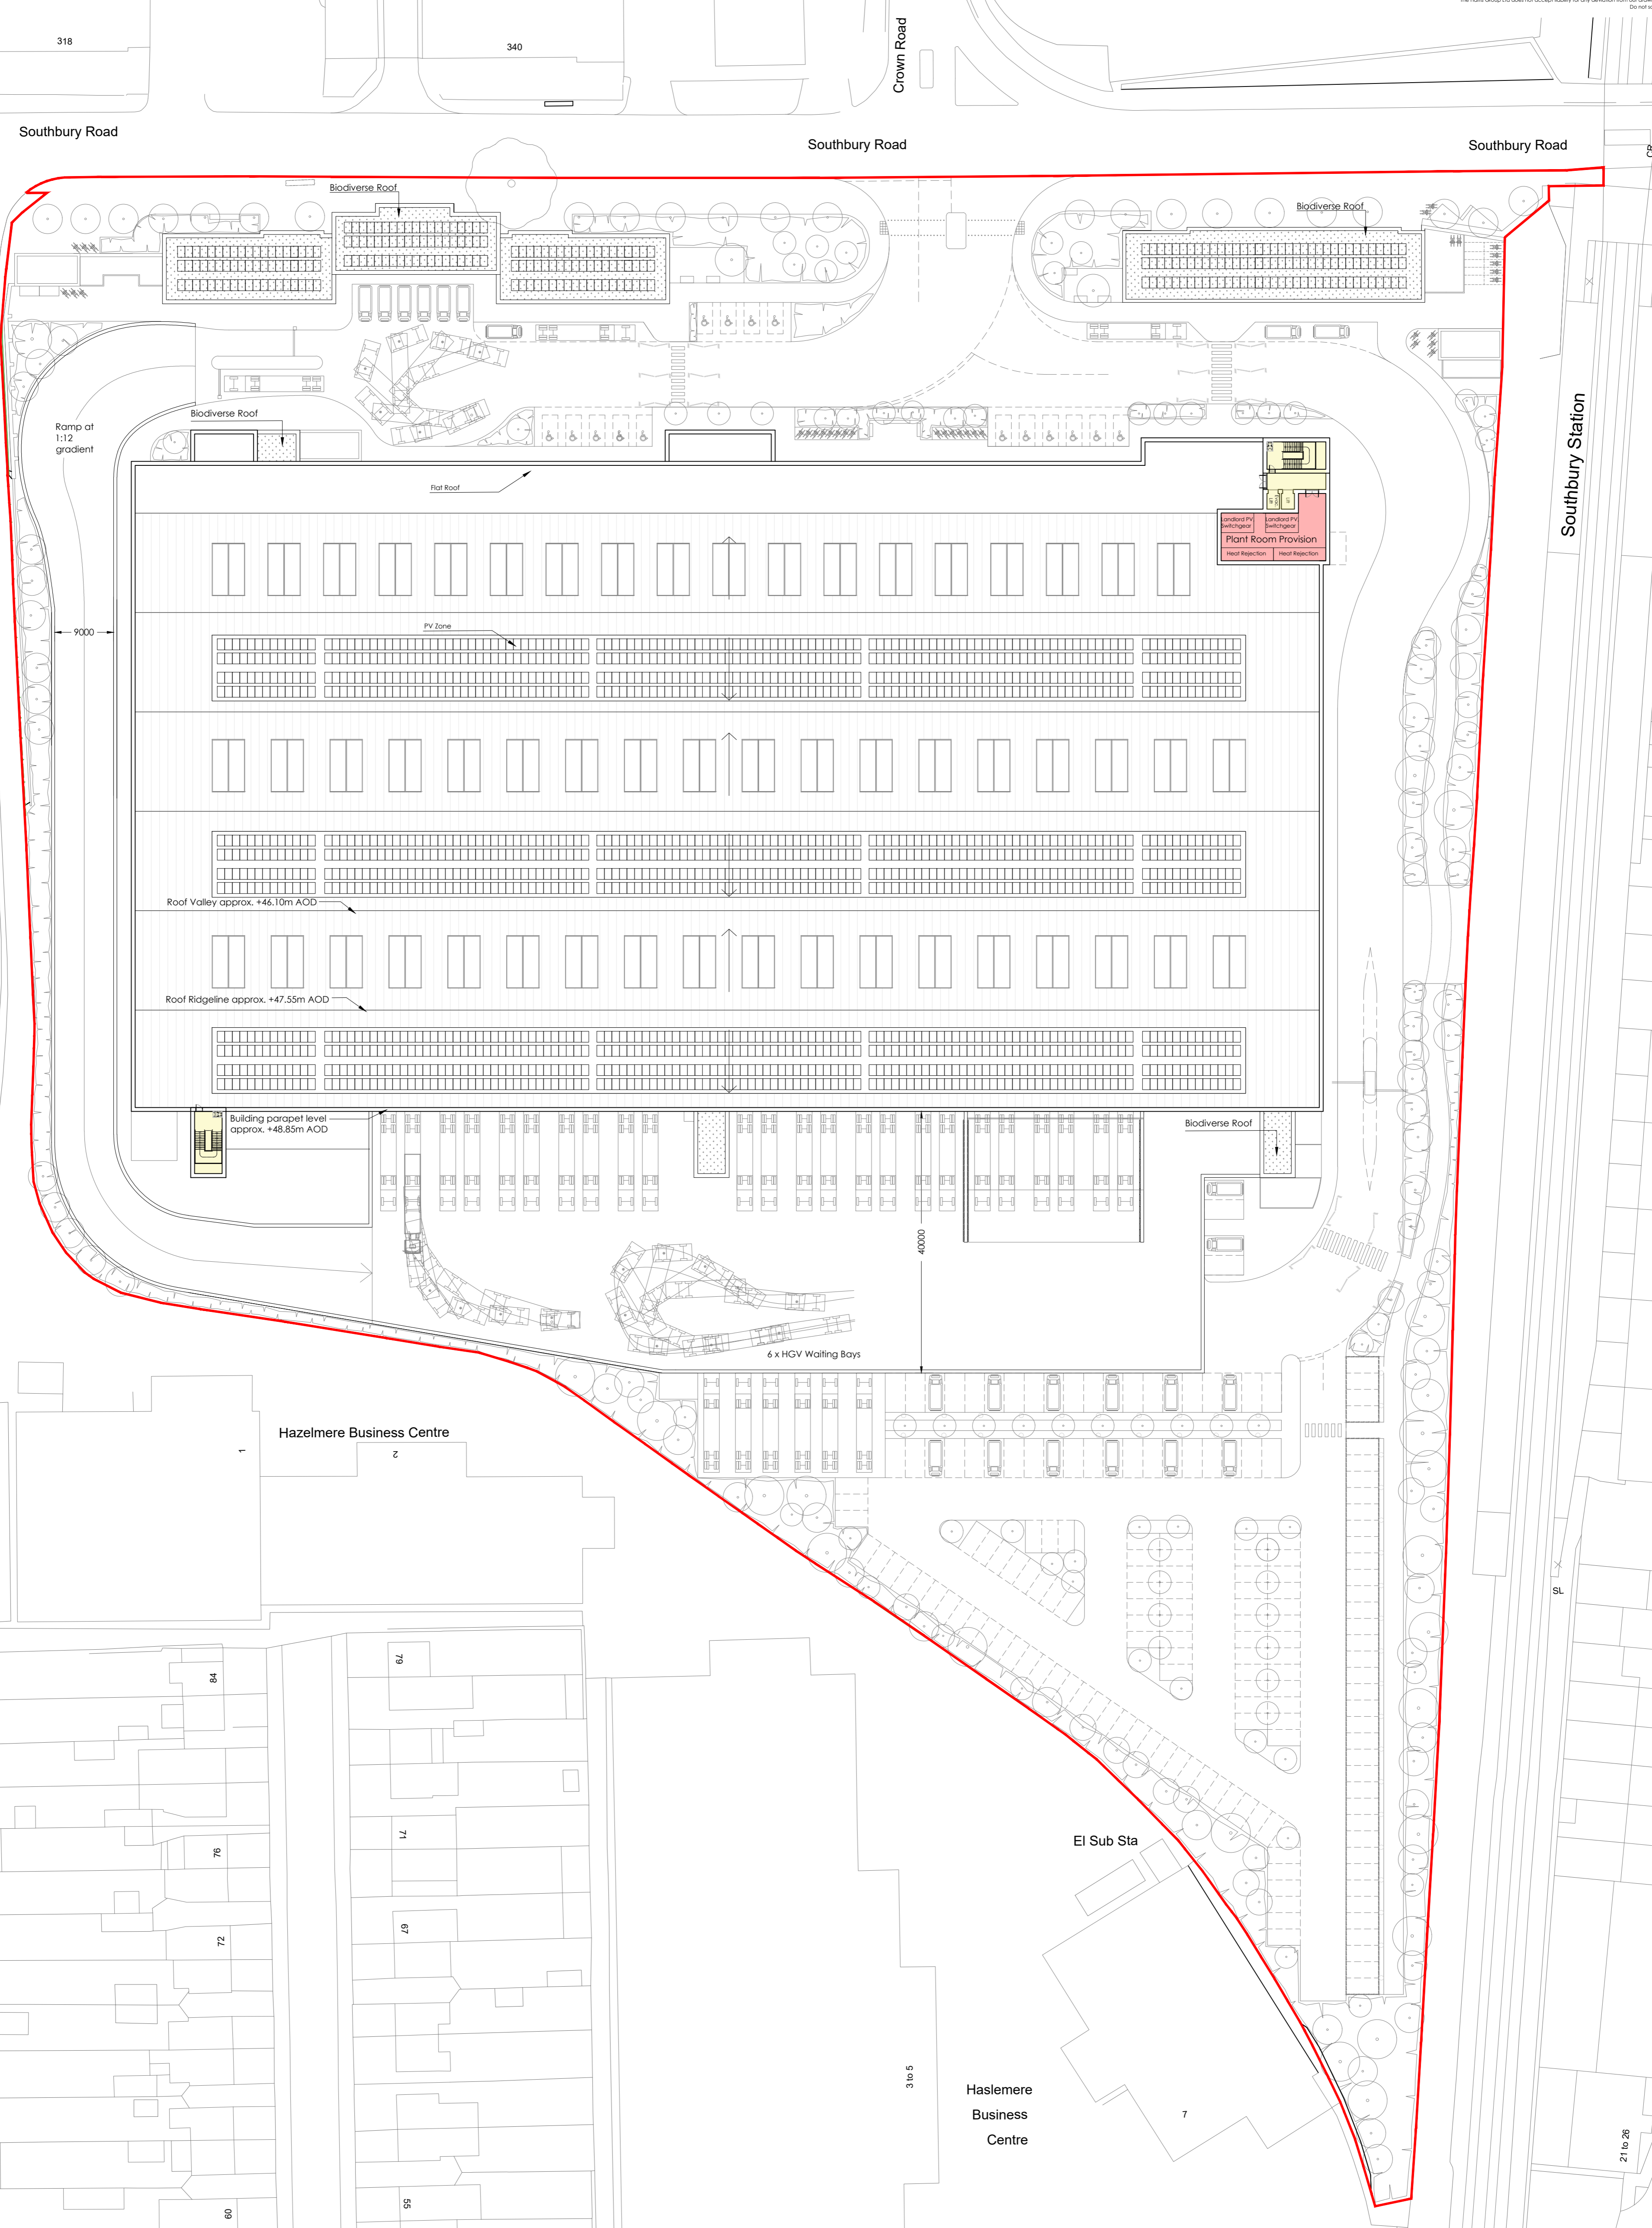 318
340
Crown Road
Do not sc
Southbury Road
Southbury Road
Southbury Road
CR
Biodiverse Roof
Biodiverse Roof
Biodiverse Roof
Ramp at
1:12
gradient
Flat Roof
Southbury Station
Landlord PV
Switchgear
Landlord PV
Switchgear
Plant Room Provision
Heat Rejection
Heat Rejection
9000
PV Zone
Roof Valley approx. +46.10m AOD
Roof Ridgeline approx. +47.55m AOD
Building parapet level
approx. +48.85m AOD
Biodiverse Roof
40000
6 x HGV Waiting Bays
Hazelmere Business Centre
1
2
SL
84
79
76
71
El Sub Sta
72
67
3 to 5
Haslemere
Business
Centre
7
21 to 26
60
55